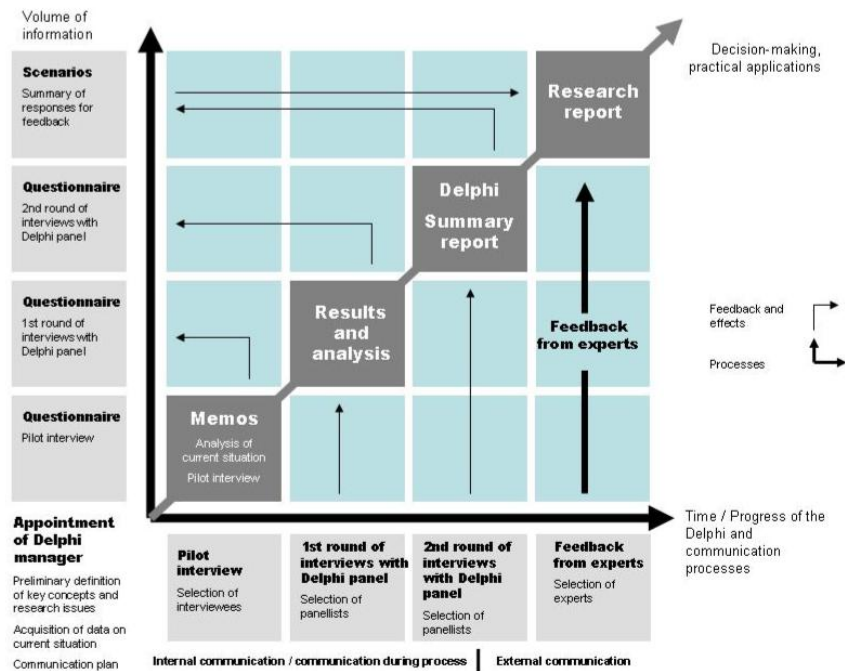 Volume of
information
Scenarios
Summary of
responses for
feedback
Questionnaire
2nd round of
interviews with
Delphi panel
Questionnaire
1st round of
interviews with
Delphi panel
Questionnaire
Pilot interview
Appointment
of Delphi
manager
Preliminary definition
of key concepts and
research issues
Acquisition of data on
current situation
Communication plan
Research
report
Delphi
Summary
report
Results
and
analysis
Memos
Analysis of
current situation
Pilot interview
Feedback
from experts
Decision-making,
practical applications
Feedback and
effects
Processes
Time / Progress of the
Delphi and
communication
processes
Pilot
interview
Selection of
interviewees
1st round of
interviews with
Delphi panel
Selection of
panellists
2nd round of
interviews with
Delphi panel
Selection of
panellists
Feedback
from experts
Selection of
experts
Internal communication / communication during process
External communication